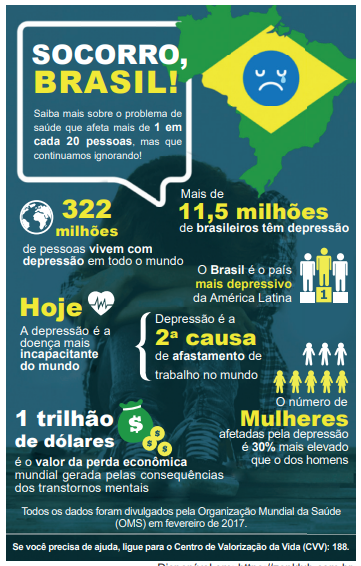 SOCORRO,
BRASIL!
Saiba mais sobre o problema de
saúde que afeta mais de 1 em
cada 20 pessoas, mas que
continuamos ignorando!
322
milhões
de pessoas vivem com
depressão em todo o mundo
Mais de
11,5 milhões
de brasileiros têm depressão
O Brasil é o país
mais depressivo
da América Latina
1
Hoje
A depressão é a
doença mais
incapacitante
do mundo
Depressão é a
2ª causa
de afastamento de
trabalho no mundo
O número de
Mulheres
afetadas pela depressão
é 30% mais elevado
que o dos homens
1 trilhão
de dólares
$
$
$
$
é o valor da perda econômica
mundial gerada pelas consequências
dos transtornos mentais
Todos os dados foram divulgados pela Organização Mundial da Saúde
(OMS) em fevereiro de 2017.
Se você precisa de ajuda, ligue para o Centro de Valorização da Vida (CVV): 188.